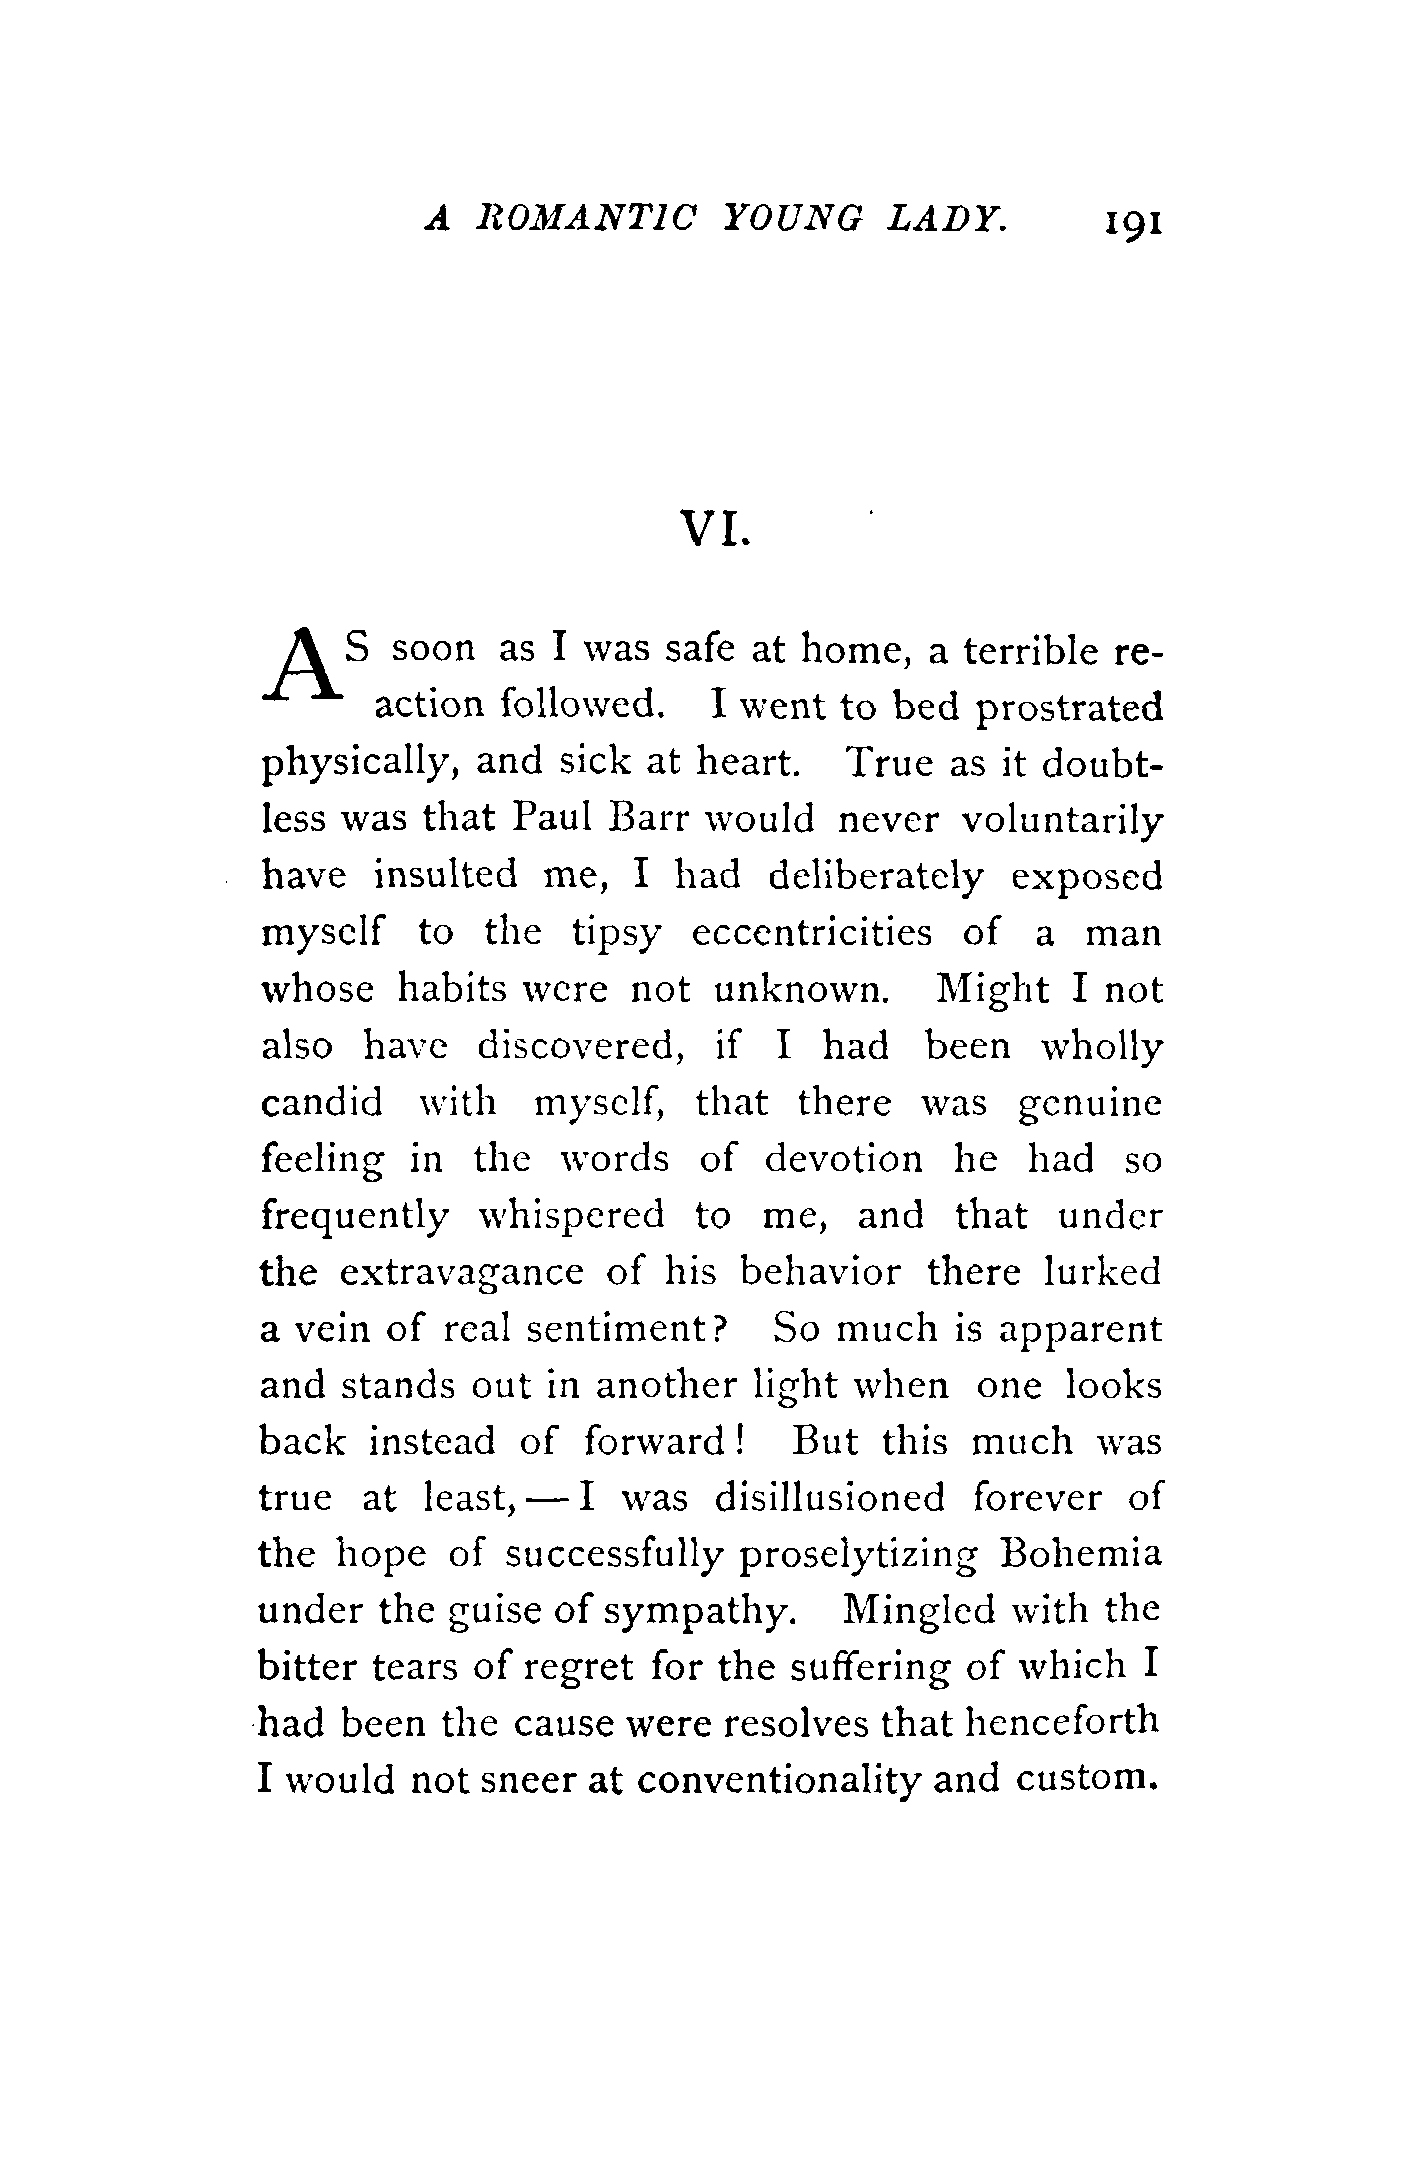 A ROMANTIC YOUNG LADY. 191
VI.
AS soon as I was safe at home, a terrible re-
action followed. I went to bed prostrated
physically, and sick at heart. True as it doubt-
less was that Paul Barr would never voluntarily
have insulted me, I had deliberately exposed
myself to the tipsy eccentricities of a man
whose habits were not unknown. Might I not
also have discovered, if I had been wholly
candid with myself, that there was genuine
feeling in the words of devotion he had so
frequently whispered to me, and that under
the extravagance of his behavior there lurked
a vein of real sentiment? So much is apparent
and stands out in another light when one looks
back instead of forward! But this much was
true at least, — I was disillusioned forever of
the hope of successfully proselytizing Bohemia
under the guise of sympathy. Mingled with the
bitter tears of regret for the suffering of which I
had been the cause were resolves that henceforth
I would not sneer at conventionality and custom.